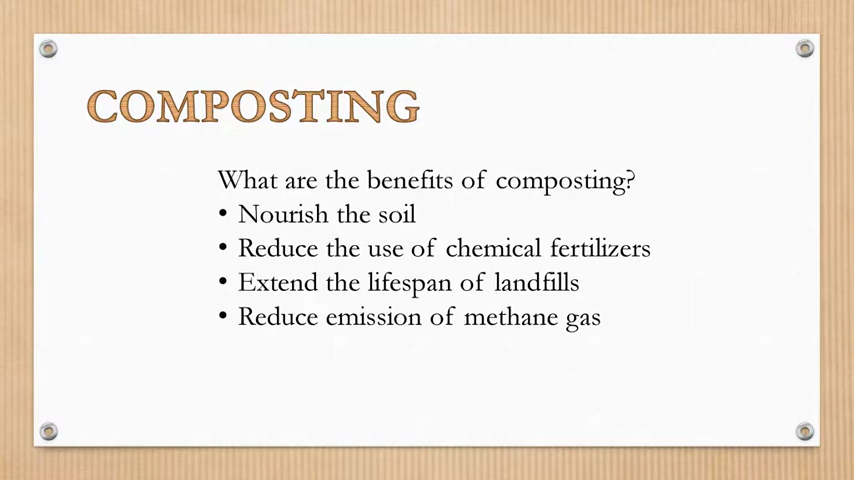 COMPOSTING
What are the benefits of composting?
• Nourish the soil
• Reduce the use of chemical fertilizers
• Extend the lifespan of landfills
• Reduce emission of methane gas